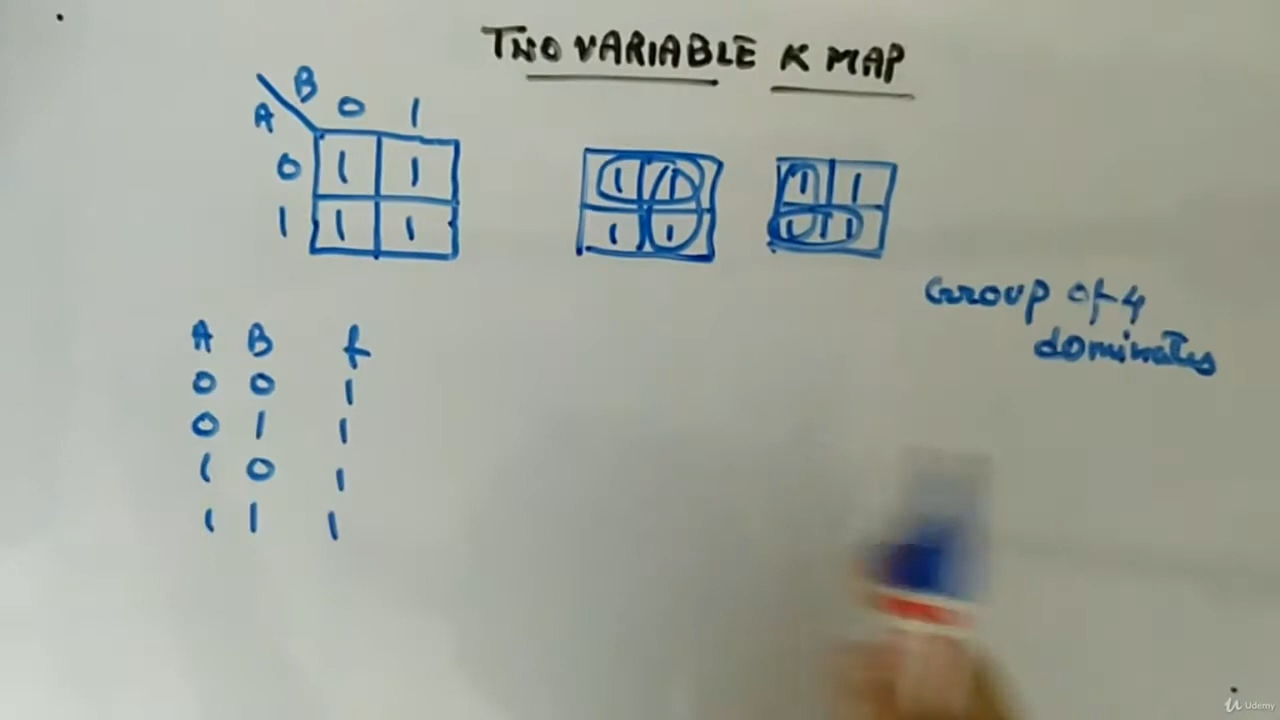 TWO VARIABLE K MAP
B
A
0 1
0 1 1
1 1 1
1 1
1 1
1 1
1 1
Group of 4
dominates
A B f
0 0 1
0 1 1
1 0 1
1 1 1
Udemy